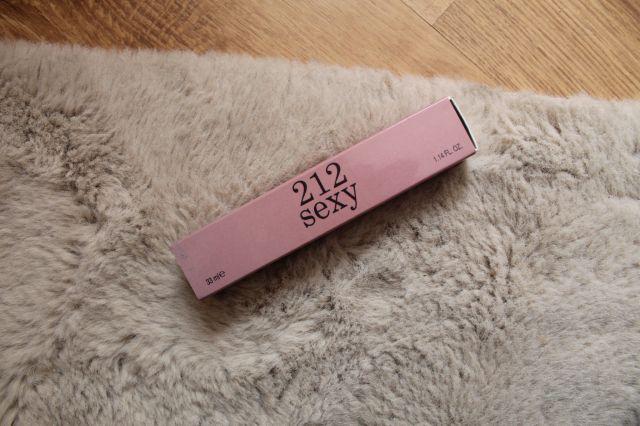 212
sexy
1.14 FL. OZ.
33 ml ℮